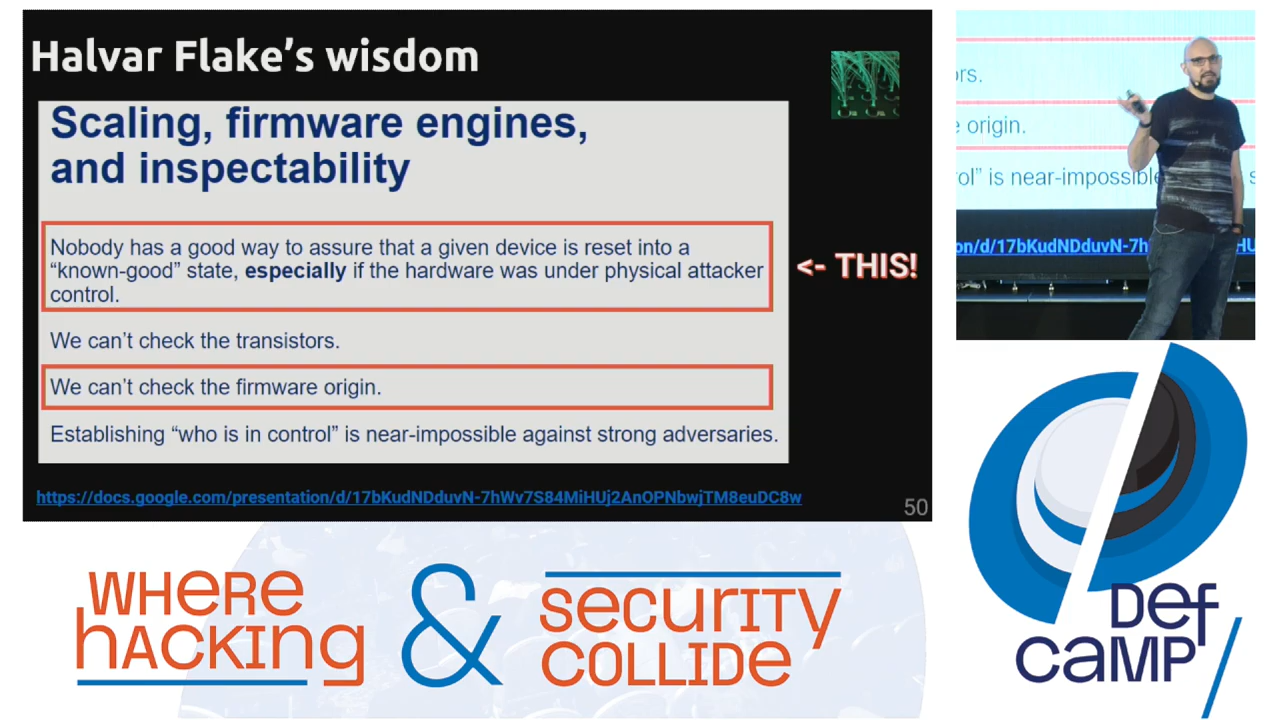 Halvar Flake's wisdom
Scaling, firmware engines,
and inspectability
Nobody has a good way to assure that a given device is reset into a
“known-good” state, especially if the hardware was under physical attacker
control.
<- THIS!
We can't check the transistors.
We can't check the firmware origin.
Establishing “who is in control” is near-impossible against strong adversaries.
https://docs.google.com/presentation/d/17bKudNDduvN-7hWv7S84MiHUj2AnOPNbwjTM8euDC8w
50
ors.
e origin.
rol” is near-impossible s
on/d/17bKudNDduvN-7h HU
WHERE
HACKING
&
SECURITY
COLLIDE
DEF
CAMP/